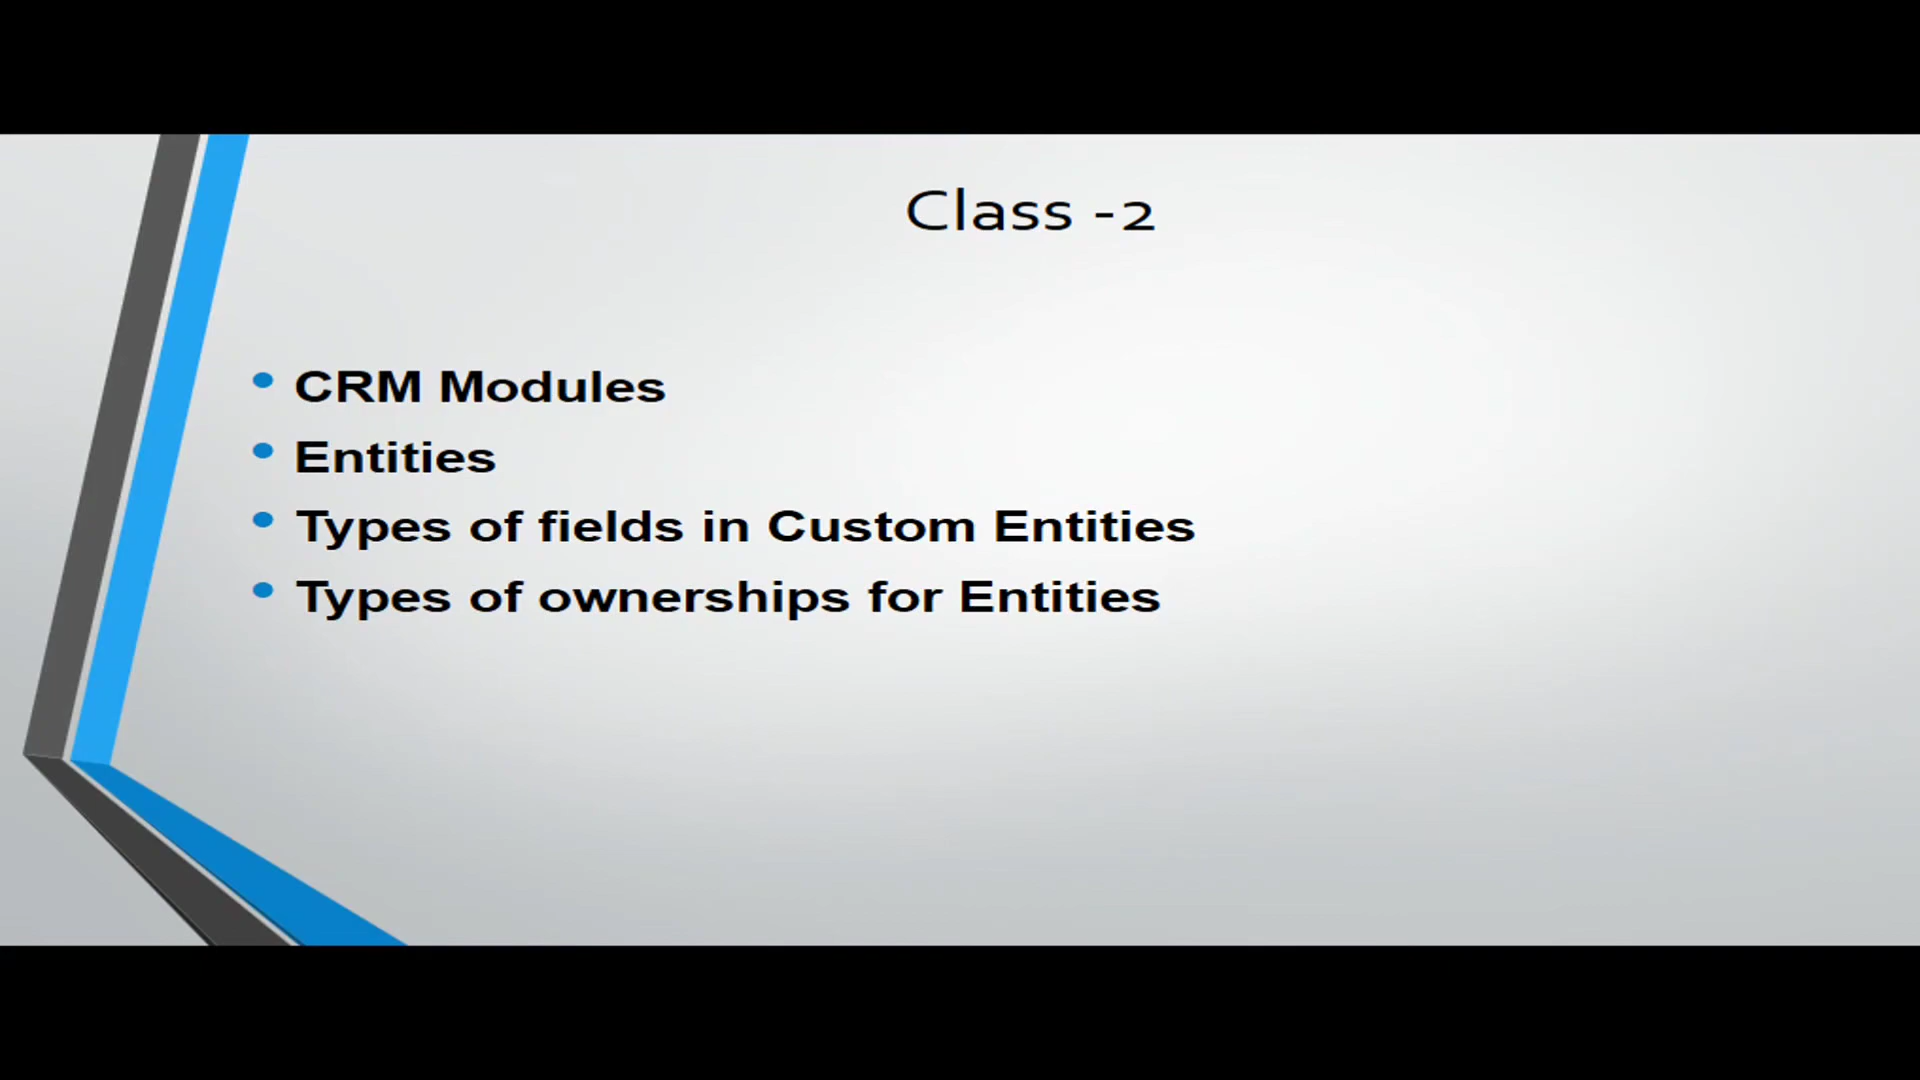 Class -2
• CRM Modules
• Entities
• Types of fields in Custom Entities
• Types of ownerships for Entities